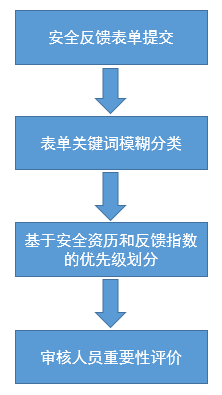 安全反馈表单提交
表单关键词模糊分类
基于安全资历和反馈指数
的优先级划分
审核人员重要性评价